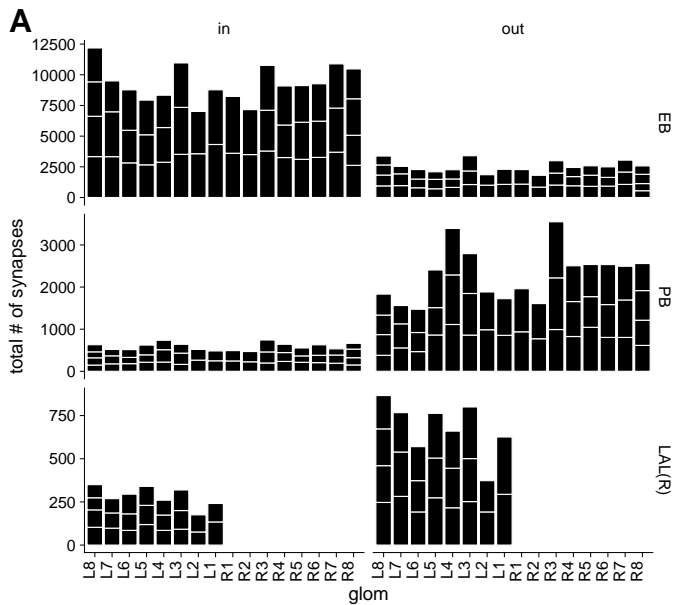 A
in out
12500
10000
7500
5000
2500
0
EB
3000
2000
1000
0
PB
750
500
250
0
LAL(R)
total # of synapses
L8 L7 L6 L5 L4 L3 L2 L1 R1 R2 R3 R4 R5 R6 R7 R8 L8 L7 L6 L5 L4 L3 L2 L1 R1 R2 R3 R4 R5 R6 R7 R8
glom